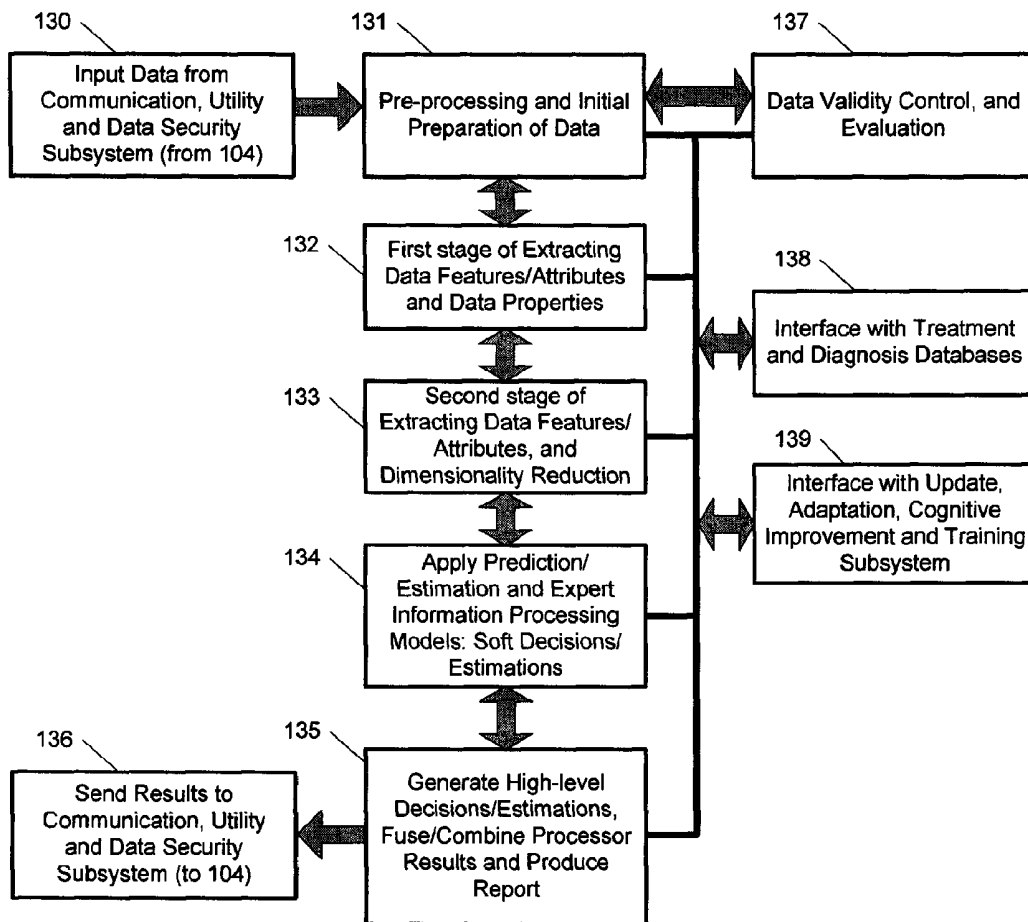 130
Input Data from
Communication, Utility
and Data Security
Subsystem (from 104)
131
Pre-processing and Initial
Preparation of Data
137
Data Validity Control, and
Evaluation
132
First stage of Extracting
Data Features/Attributes
and Data Properties
138
Interface with Treatment
and Diagnosis Databases
133
Second stage of
Extracting Data Features/
Attributes, and
Dimensionality Reduction
139
Interface with Update,
Adaptation, Cognitive
Improvement and Training
Subsystem
134
Apply Prediction/
Estimation and Expert
Information Processing
Models: Soft Decisions/
Estimations
135
Generate High-level
Decisions/Estimations,
Fuse/Combine Processor
Results and Produce
Report
136
Send Results to
Communication, Utility
and Data Security
Subsystem (to 104)